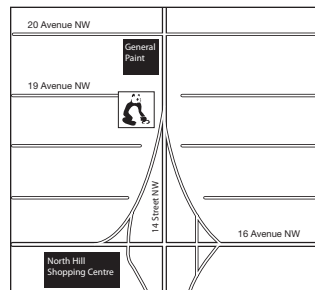 20 Avenue NW
General
Paint
19 Avenue NW
14 Street NW
16 Avenue NW
North Hill
Shopping Centre